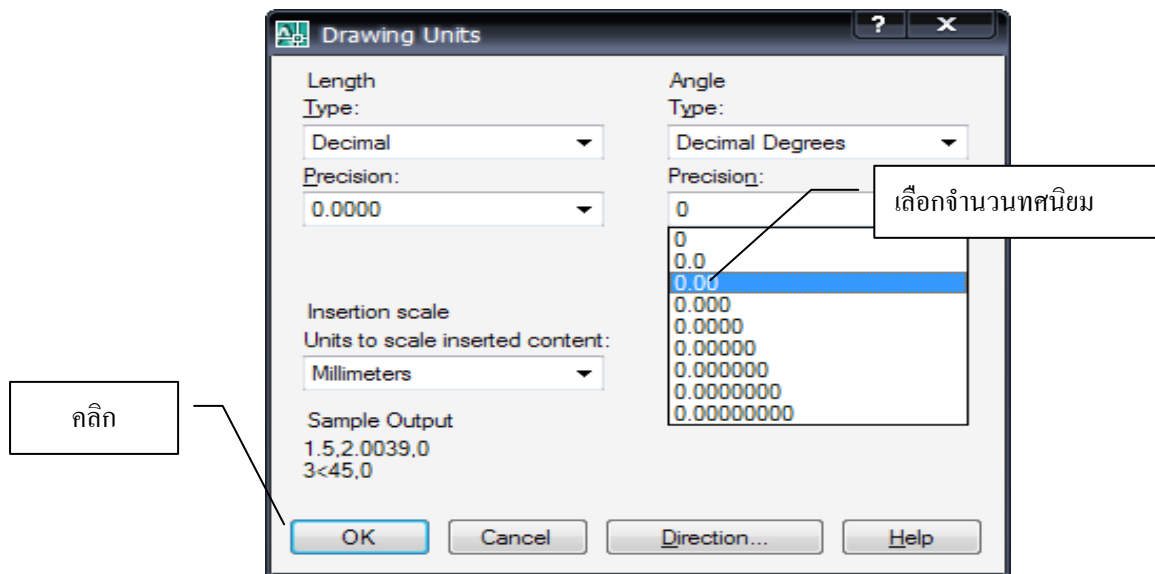 Drawing Units
Length
Type:
Decimal
Precision:
0.0000
Angle
Type:
Decimal Degrees
Precision:
0
0
0.0
0.00
0.000
0.0000
0.00000
0.000000
0.0000000
0.00000000
เลือกจำนวนทศนิยม
Insertion scale
Units to scale inserted content:
Millimeters
คลิก
Sample Output
1.5,2.0039,0
3<45,0
OK
Cancel
Direction...
Help